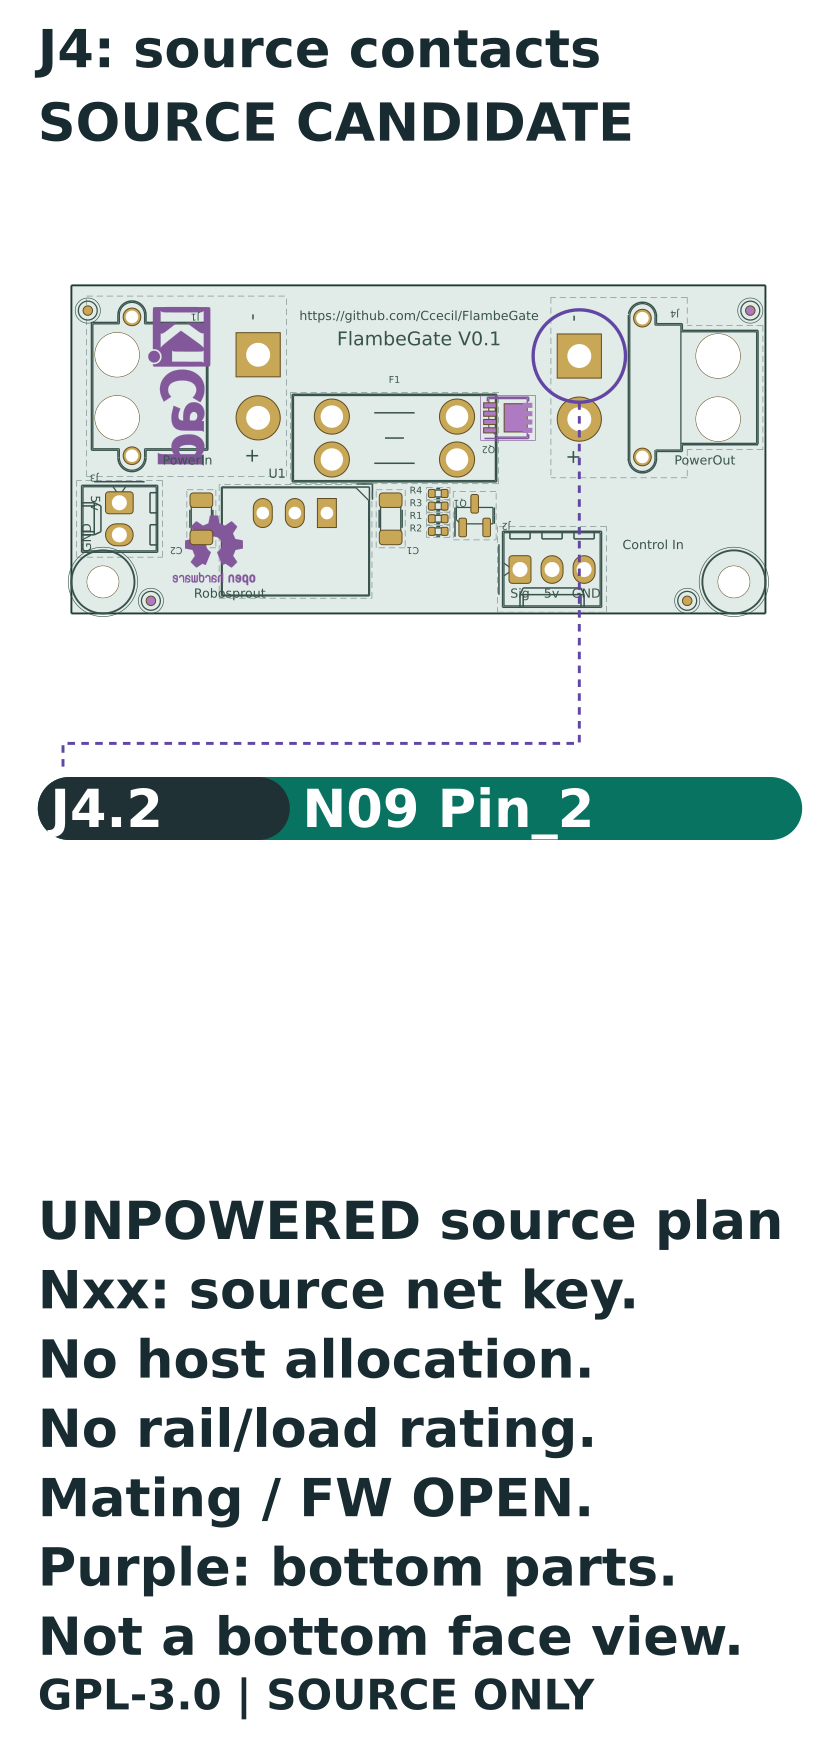 J4: source contacts
SOURCE CANDIDATE
https://github.com/Ccecil/FlambeGate
FlambeGate V0.1
J1
-
-
J4
KiCad
F1
PowerIn
+
Q2
+
PowerOut
J3
U1
5v
GND
R4
R3
R1
R2
Q1
J2
C2
C1
Control In
open hardware
Robosprout
Sig
5v
GND
J4.2
N09 Pin_2
UNPOWERED source plan
Nxx: source net key.
No host allocation.
No rail/load rating.
Mating / FW OPEN.
Purple: bottom parts.
Not a bottom face view.
GPL-3.0 | SOURCE ONLY